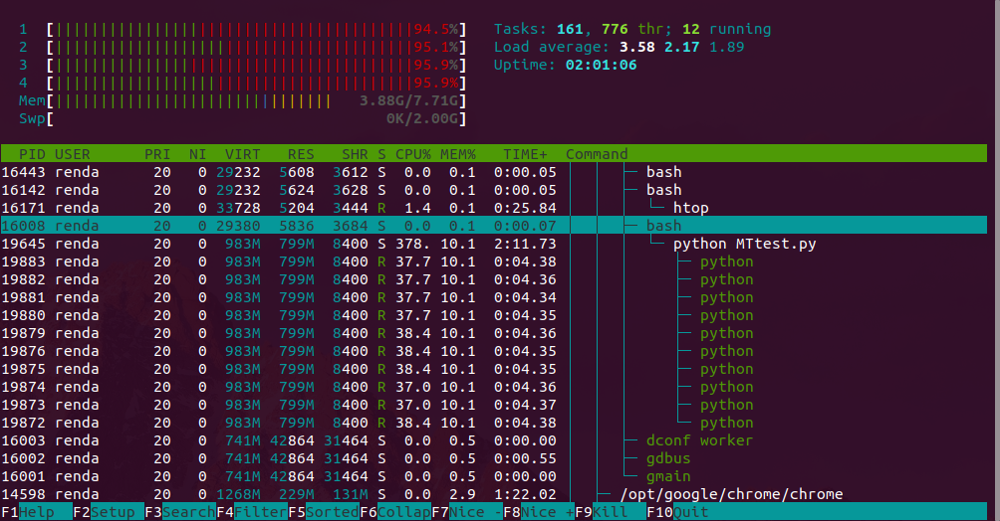 1 [||||||||||||||||||||||||||||||||||||||||94.5%] Tasks: 161, 776 thr; 12 running
2 [||||||||||||||||||||||||||||||||||||||||95.1%] Load average: 3.58 2.17 1.89
3 [||||||||||||||||||||||||||||||||||||||||95.9%] Uptime: 02:01:06
4 [||||||||||||||||||||||||||||||||||||||||95.9%]
Mem[||||||||||||||||||||||||||||||| 3.88G/7.71G]
Swp[ 0K/2.00G]
PID USER PRI NI VIRT RES SHR S CPU% MEM% TIME+ Command
16443 renda 20 0 29232 5608 3612 S 0.0 0.1 0:00.05 │ │ ├─ bash
16142 renda 20 0 29232 5624 3628 S 0.0 0.1 0:00.05 │ │ ├─ bash
16171 renda 20 0 33728 5204 3444 R 1.4 0.1 0:25.84 │ │ │ └─ htop
16008 renda 20 0 29380 5836 3684 S 0.0 0.1 0:00.07 │ │ ├─ bash
19645 renda 20 0 983M 799M 8400 S 378. 10.1 2:11.73 │ │ │ └─ python MTtest.py
19883 renda 20 0 983M 799M 8400 R 37.7 10.1 0:04.38 │ │ │ ├─ python
19882 renda 20 0 983M 799M 8400 R 37.7 10.1 0:04.36 │ │ │ ├─ python
19881 renda 20 0 983M 799M 8400 R 37.7 10.1 0:04.34 │ │ │ ├─ python
19880 renda 20 0 983M 799M 8400 R 37.7 10.1 0:04.35 │ │ │ ├─ python
19879 renda 20 0 983M 799M 8400 R 38.4 10.1 0:04.36 │ │ │ ├─ python
19876 renda 20 0 983M 799M 8400 R 38.4 10.1 0:04.35 │ │ │ ├─ python
19875 renda 20 0 983M 799M 8400 R 38.4 10.1 0:04.35 │ │ │ ├─ python
19874 renda 20 0 983M 799M 8400 R 37.0 10.1 0:04.36 │ │ │ ├─ python
19873 renda 20 0 983M 799M 8400 R 37.0 10.1 0:04.37 │ │ │ ├─ python
19872 renda 20 0 983M 799M 8400 R 38.4 10.1 0:04.38 │ │ │ └─ python
16003 renda 20 0 741M 42864 31464 S 0.0 0.5 0:00.00 │ │ ├─ dconf worker
16002 renda 20 0 741M 42864 31464 S 0.0 0.5 0:00.55 │ │ ├─ gdbus
16001 renda 20 0 741M 42864 31464 S 0.0 0.5 0:00.00 │ │ └─ gmain
14598 renda 20 0 1268M 229M 131M S 0.0 2.9 1:22.02 │ ├─ /opt/google/chrome/chrome
F1Help F2Setup F3SearchF4FilterF5SortedF6CollapF7Nice -F8Nice +F9Kill F10Quit